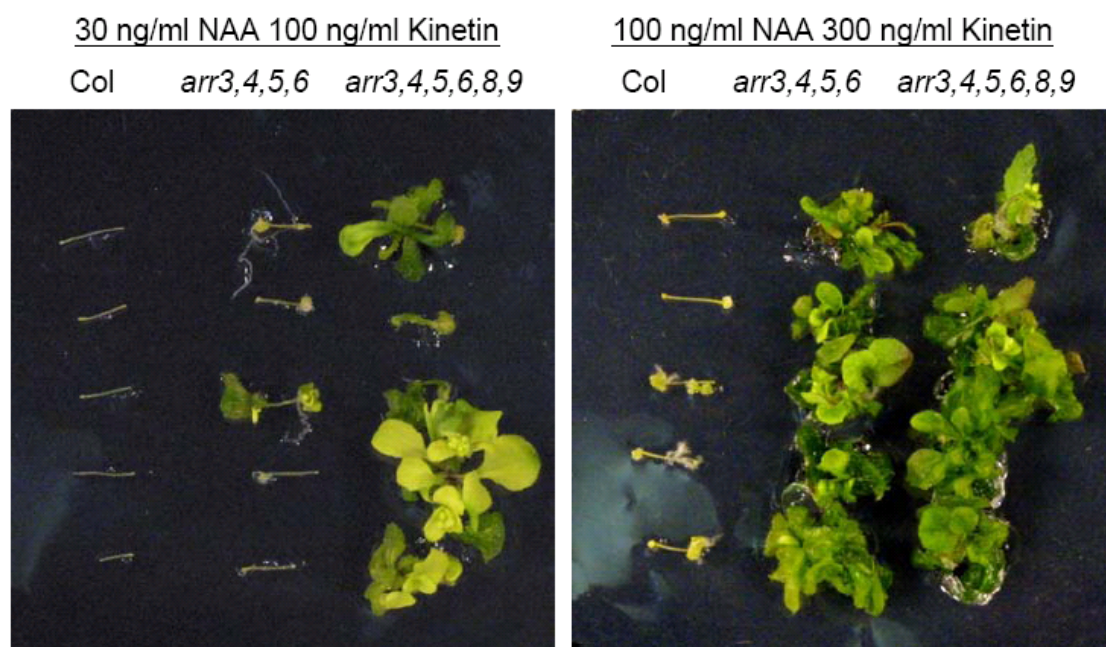 30 ng/ml NAA 100 ng/ml Kinetin
Col arr3,4,5,6 arr3,4,5,6,8,9
100 ng/ml NAA 300 ng/ml Kinetin
Col arr3,4,5,6 arr3,4,5,6,8,9